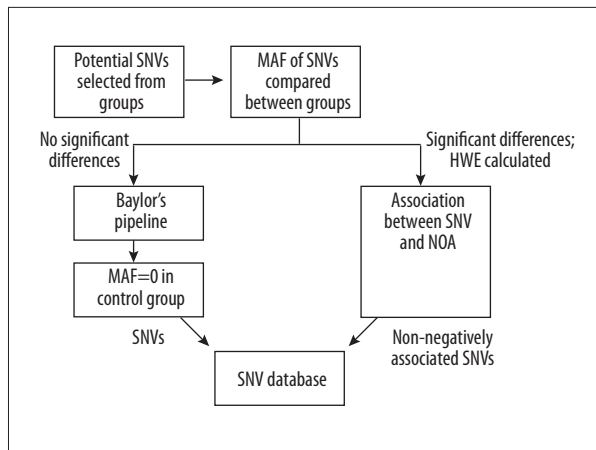 Potential SNVs
selected from
groups
MAF of SNVs
compared
between groups
No significant
differences
Significant differences;
HWE calculated
Baylor's
pipeline
Association
between SNV
and NOA
MAF=0 in
control group
SNVs
Non-negatively
associated SNVs
SNV database